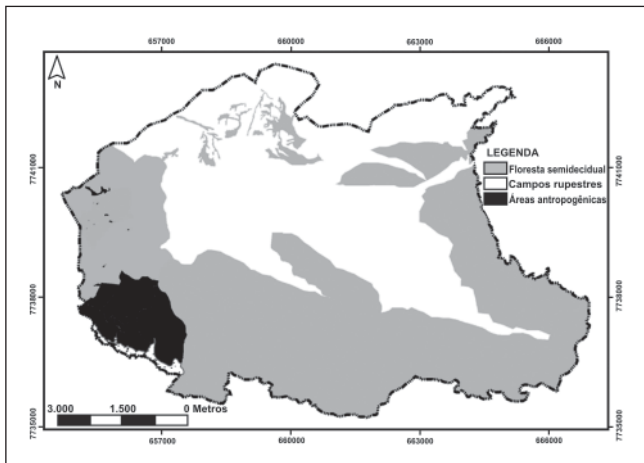 657000 660000 663000 666000
N
7741000 7741000
LEGENDA
Floresta semidecidual
Campos rupestres
Áreas antropogênicas
7738000 7738000
3.000 1.500 0 Metros
7735000 7735000
657000 660000 663000 666000